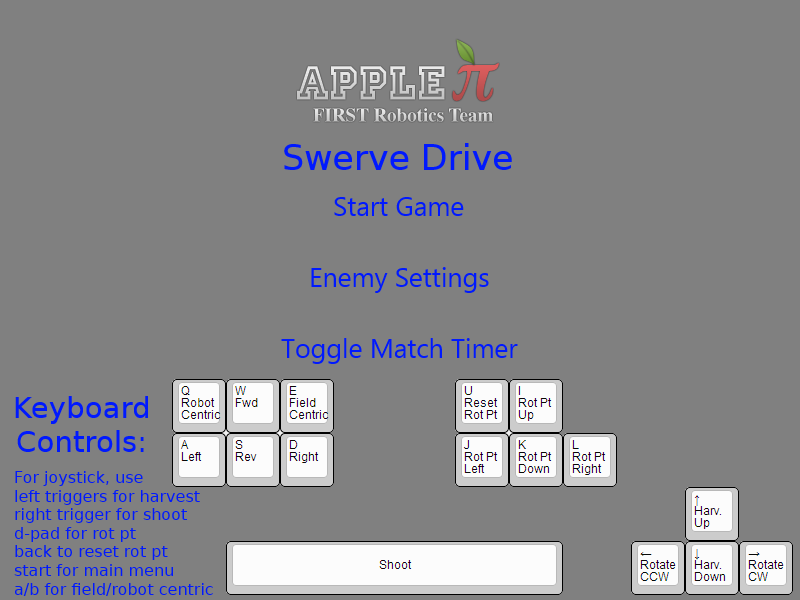 APPLE π
FIRST Robotics Team
Swerve Drive
Start Game
Enemy Settings
Toggle Match Timer
Keyboard
Controls:
For joystick, use
left triggers for harvest
right trigger for shoot
d-pad for rot pt
back to reset rot pt
start for main menu
a/b for field/robot centric
Q
Robot
Centric
W
Fwd
E
Field
Centric
A
Left
S
Rev
D
Right
U
Reset
Rot Pt
I
Rot Pt
Up
J
Rot Pt
Left
K
Rot Pt
Down
L
Rot Pt
Right
Shoot
↑
Harv.
Up
←
Rotate
CCW
↓
Harv.
Down
→
Rotate
CW